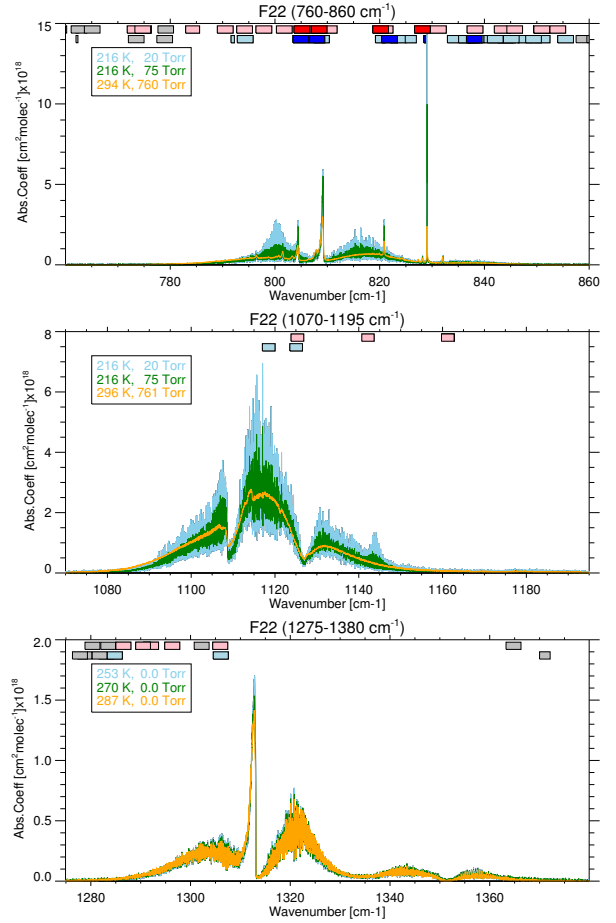 F22 (760-860 cm⁻¹)
15
10
5
0
216 K, 20 Torr
216 K, 75 Torr
294 K, 760 Torr
Abs.Coeff [cm²molec⁻¹]x10¹⁸
780
800
820
840
860
Wavenumber [cm-1]
F22 (1070-1195 cm⁻¹)
8
6
4
2
0
216 K, 20 Torr
216 K, 75 Torr
296 K, 761 Torr
Abs.Coeff [cm²molec⁻¹]x10¹⁸
1080
1100
1120
1140
1160
1180
Wavenumber [cm-1]
F22 (1275-1380 cm⁻¹)
2.0
1.5
1.0
0.5
0.0
253 K, 0.0 Torr
270 K, 0.0 Torr
287 K, 0.0 Torr
Abs.Coeff [cm²molec⁻¹]x10¹⁸
1280
1300
1320
1340
1360
Wavenumber [cm-1]